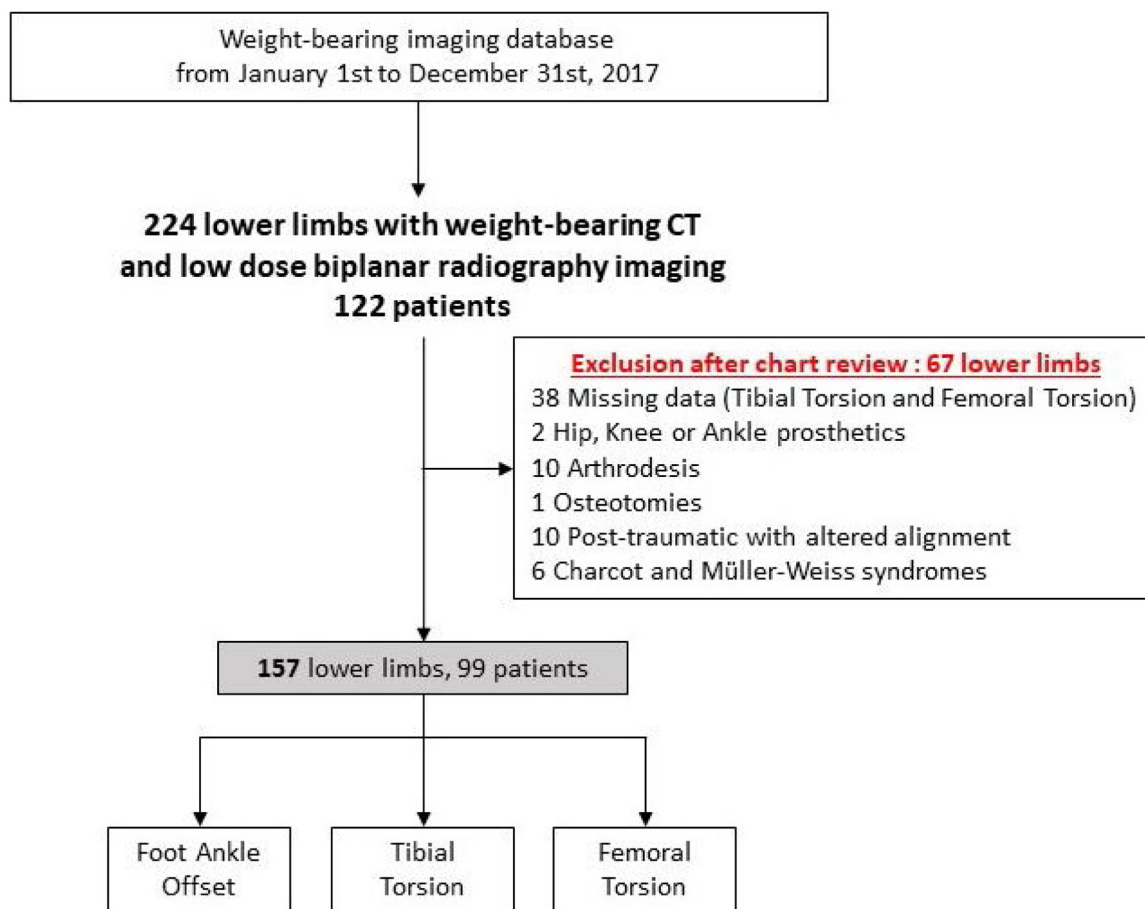 Weight-bearing imaging database
from January 1st to December 31st, 2017
224 lower limbs with weight-bearing CT
and low dose biplanar radiography imaging
122 patients
Exclusion after chart review : 67 lower limbs
38 Missing data (Tibial Torsion and Femoral Torsion)
2 Hip, Knee or Ankle prosthetics
10 Arthrodesis
1 Osteotomies
10 Post-traumatic with altered alignment
6 Charcot and Müller-Weiss syndromes
157 lower limbs, 99 patients
Foot Ankle
Offset
Tibial
Torsion
Femoral
Torsion